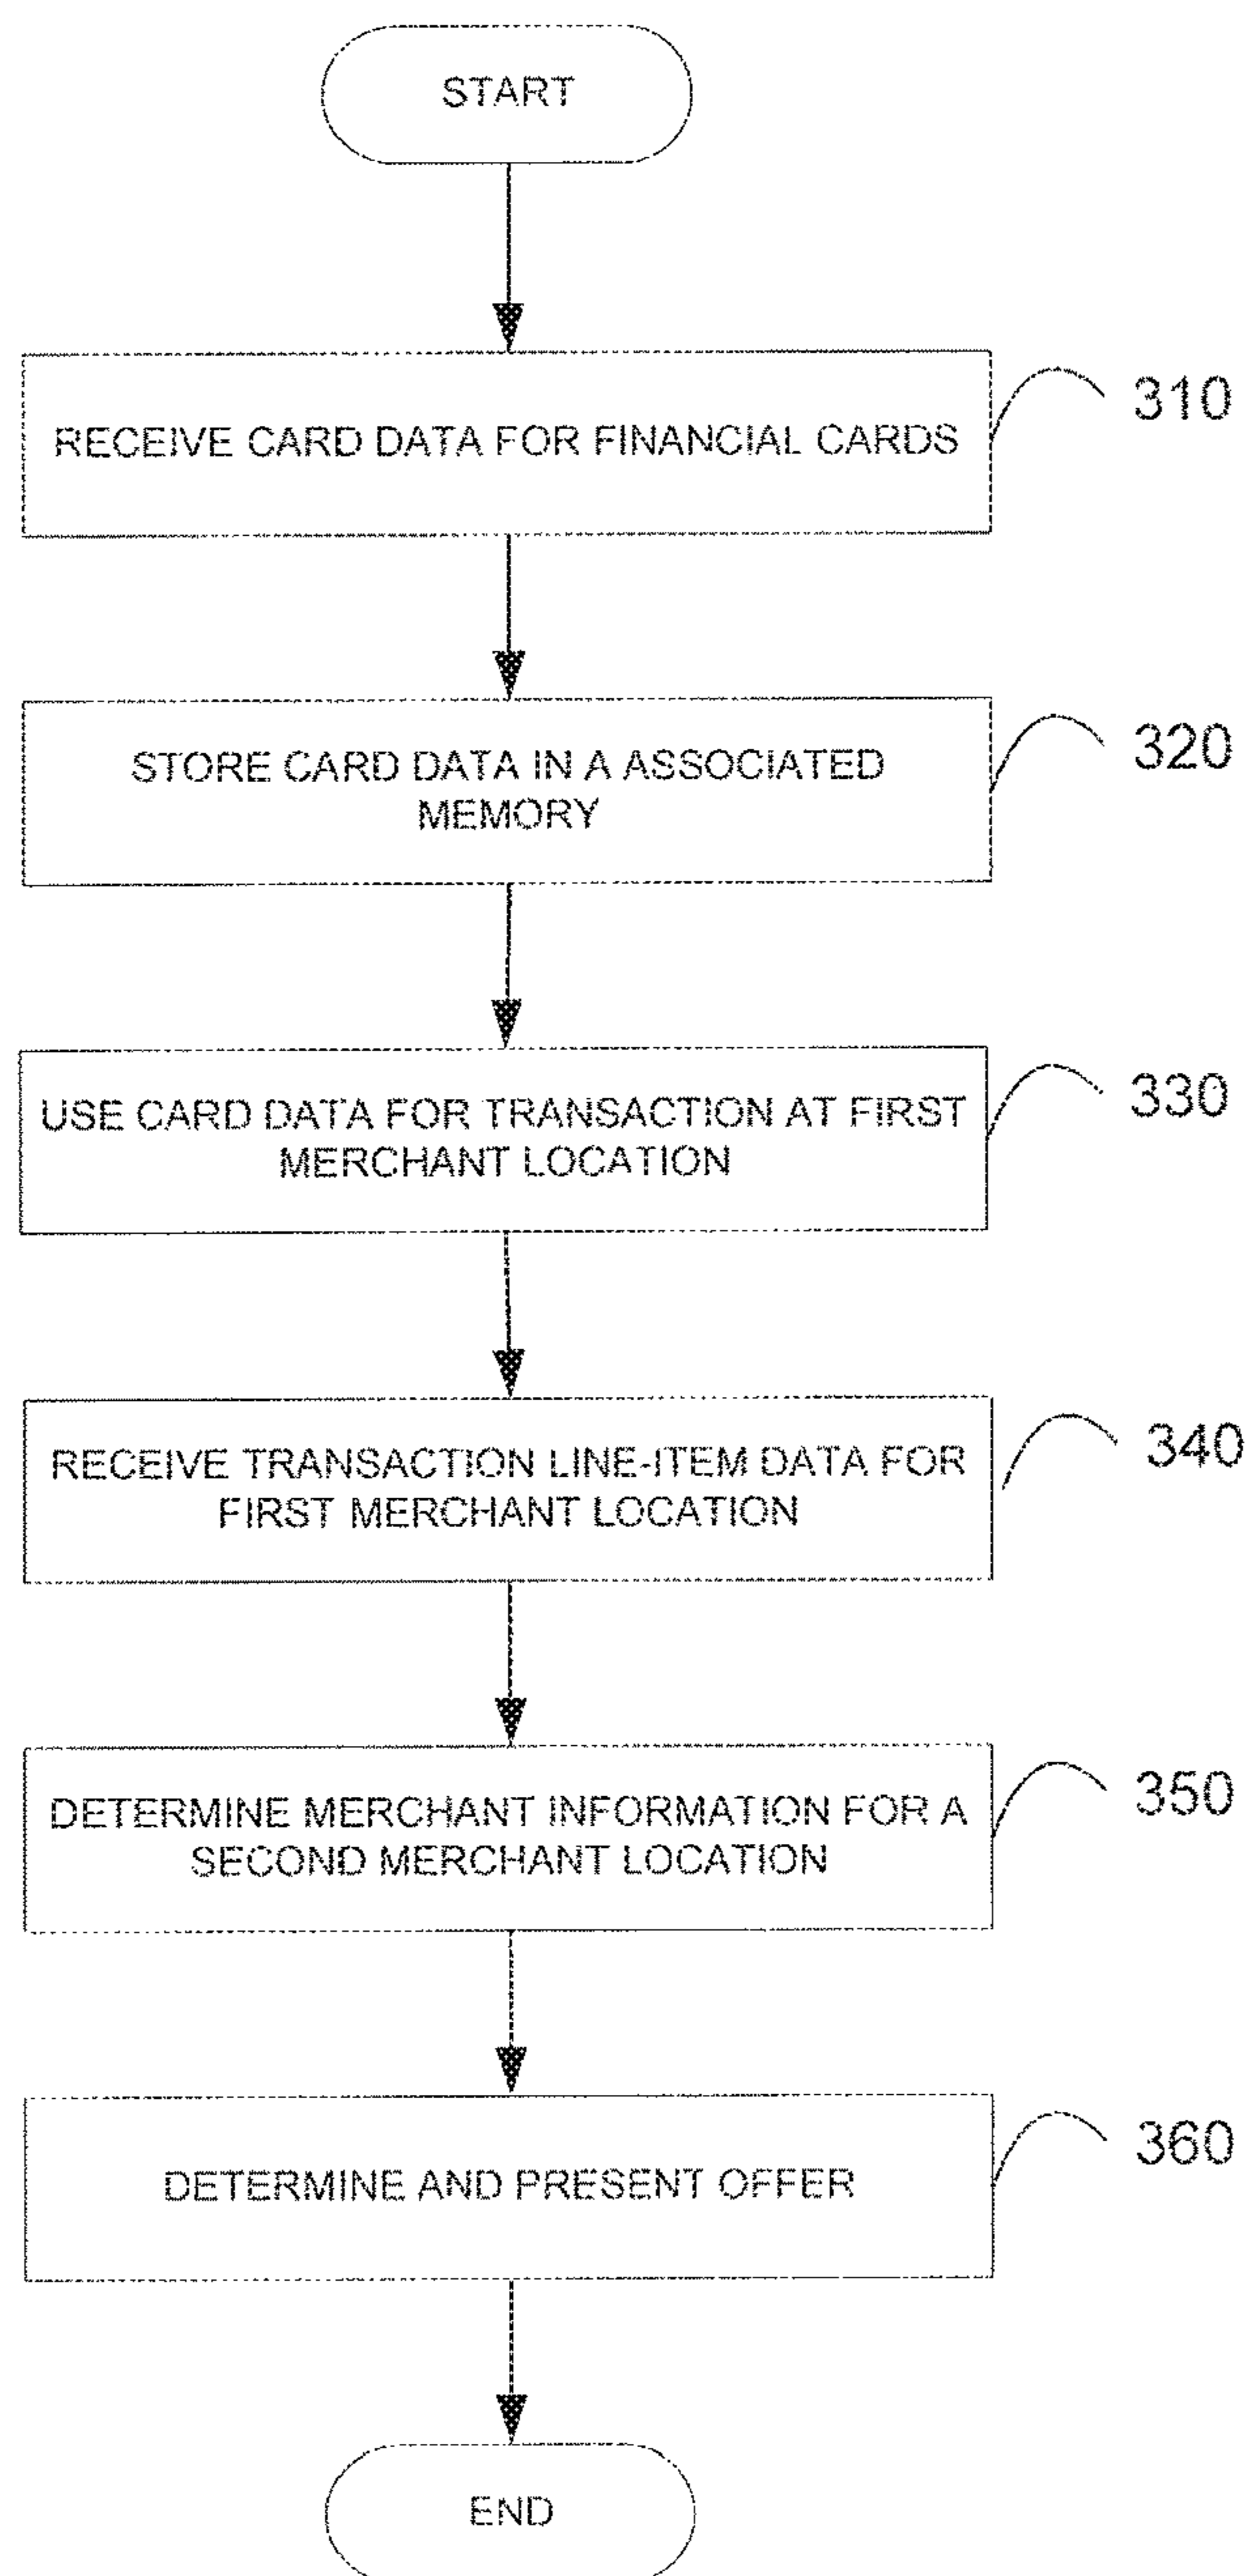 START
RECEIVE CARD DATA FOR FINANCIAL CARDS
310
STORE CARD DATA IN A ASSOCIATED
MEMORY
320
USE CARD DATA FOR TRANSACTION AT FIRST
MERCHANT LOCATION
330
RECEIVE TRANSACTION LINE-ITEM DATA FOR
FIRST MERCHANT LOCATION
340
DETERMINE MERCHANT INFORMATION FOR A
SECOND MERCHANT LOCATION
350
DETERMINE AND PRESENT OFFER
360
END